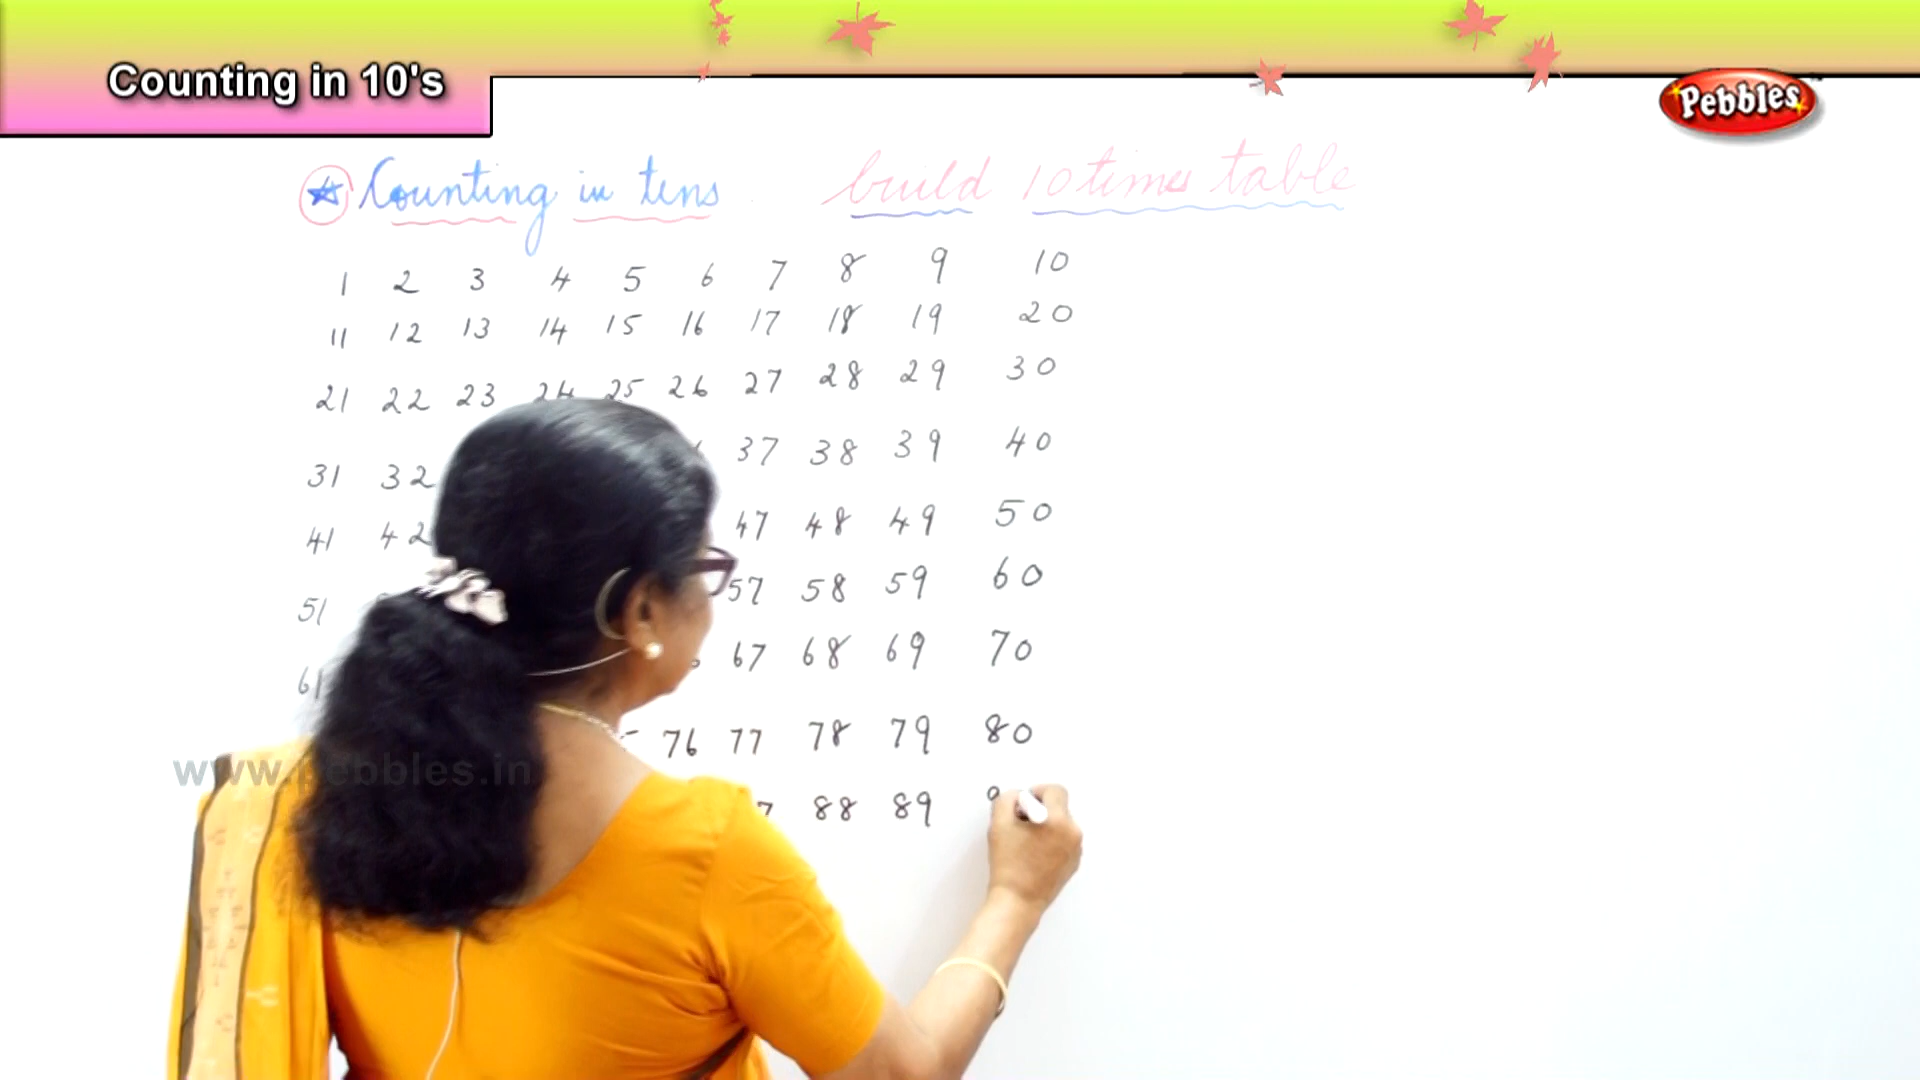 Counting in 10's
Pebbles
Counting in tens build 10 times table
1 2 3 4 5 6 7 8 9 10
11 12 13 14 15 16 17 18 19 20
21 22 23 24 25 26 27 28 29 30
31 32 37 38 39 40
41 42 47 48 49 50
51 57 58 59 60
61 67 68 69 70
76 77 78 79 80
88 89
www.pebbles.in